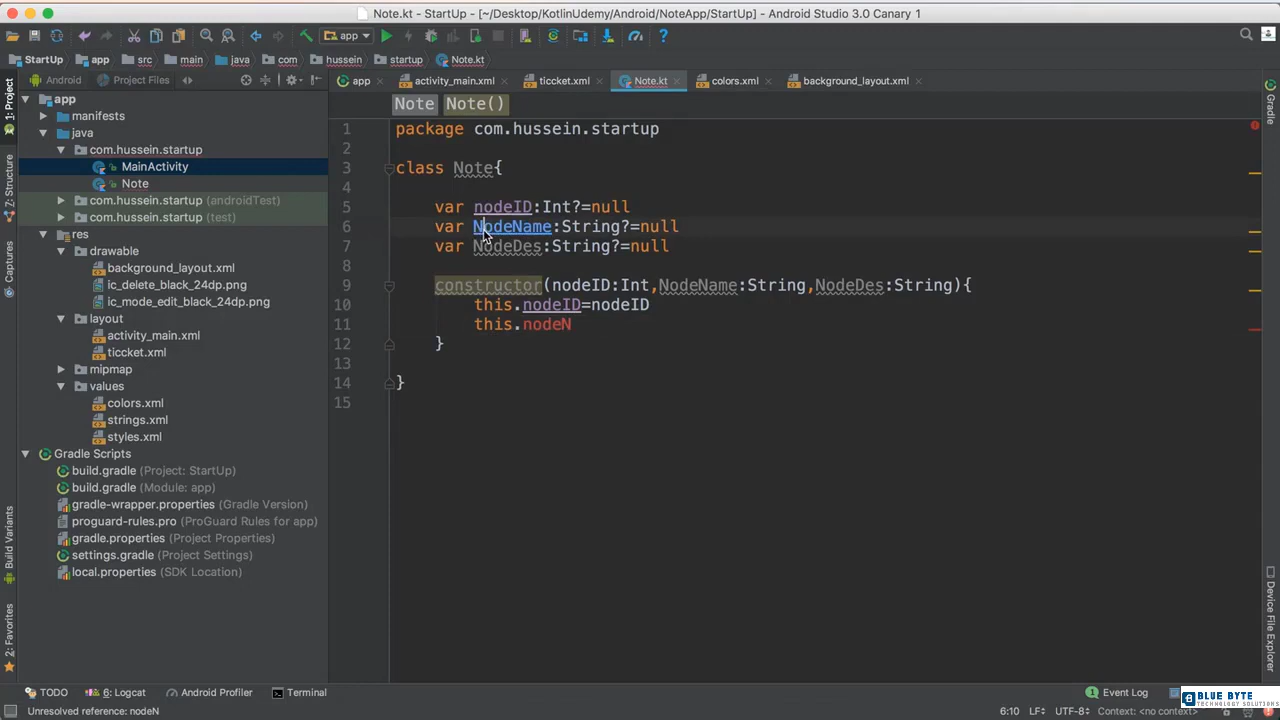 Note.kt - StartUp - [~/Desktop/KotlinUdemy/Android/NoteApp/StartUp] - Android Studio 3.0 Canary 1
app
StartUp app src main java com hussein startup Note.kt
Android Project Files
app activity_main.xml ticcket.xml Note.kt colors.xml background_layout.xml
Note Note()
1: Project
7: Structure
Captures
Build Variants
2: Favorites
app
manifests
java
com.hussein.startup
MainActivity
Note
com.hussein.startup (androidTest)
com.hussein.startup (test)
res
drawable
background_layout.xml
ic_delete_black_24dp.png
ic_mode_edit_black_24dp.png
layout
activity_main.xml
ticcket.xml
mipmap
values
colors.xml
strings.xml
styles.xml
Gradle Scripts
build.gradle (Project: StartUp)
build.gradle (Module: app)
gradle-wrapper.properties (Gradle Version)
proguard-rules.pro (ProGuard Rules for app)
gradle.properties (Project Properties)
settings.gradle (Project Settings)
local.properties (SDK Location)
1 package com.hussein.startup
2
3 class Note{
4
5 var nodeID:Int?=null
6 var NodeName:String?=null
7 var NodeDes:String?=null
8
9 constructor(nodeID:Int,NodeName:String,NodeDes:String){
10 this.nodeID=nodeID
11 this.nodeN
12 }
13
14 }
15
Gradle
Device File Explorer
TODO 6: Logcat Android Profiler Terminal 1 Event Log
BLUE BYTE
TECHNOLOGY SOLUTIONS
Unresolved reference: nodeN 6:10 LF÷ UTF-8÷ Context: <no context>